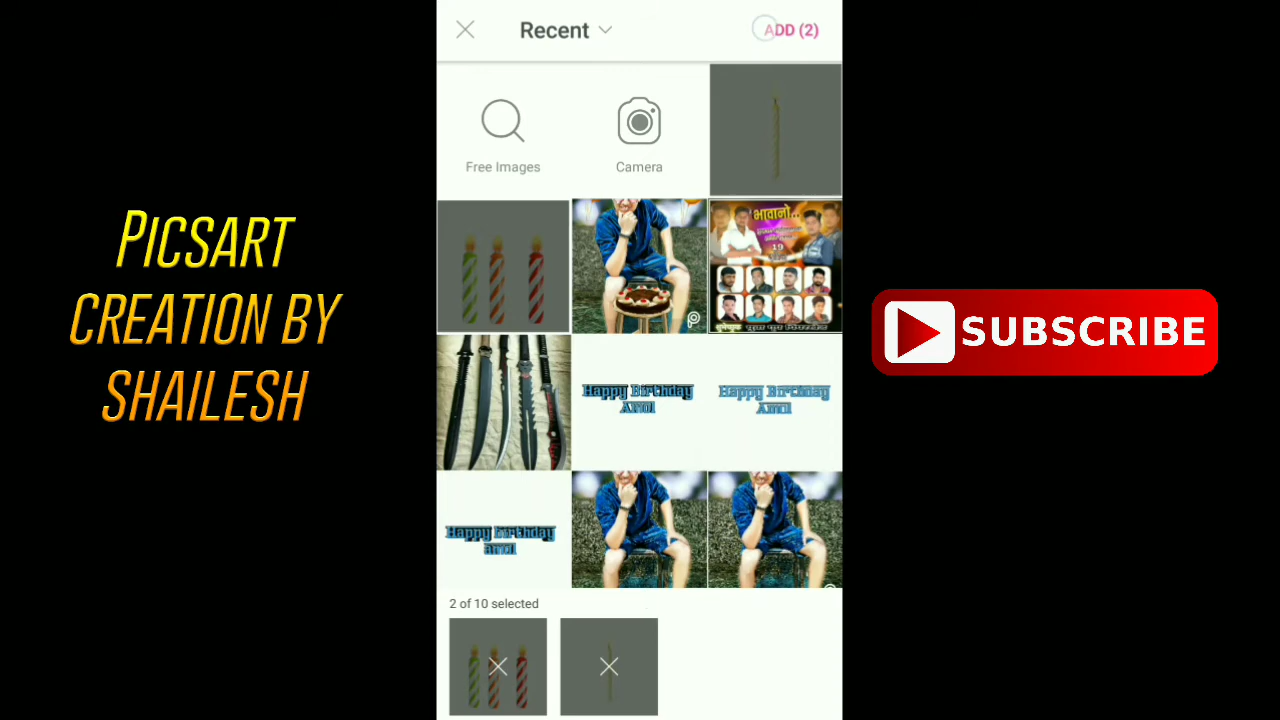 Recent
ADD (2)
Free Images
Camera
PICSART
CREATION BY
SHAILESH
SUBSCRIBE
भावानो...
19
Happy Birthday
Amol
Happy Birthday
Amol
Happy birthday
amol
2 of 10 selected